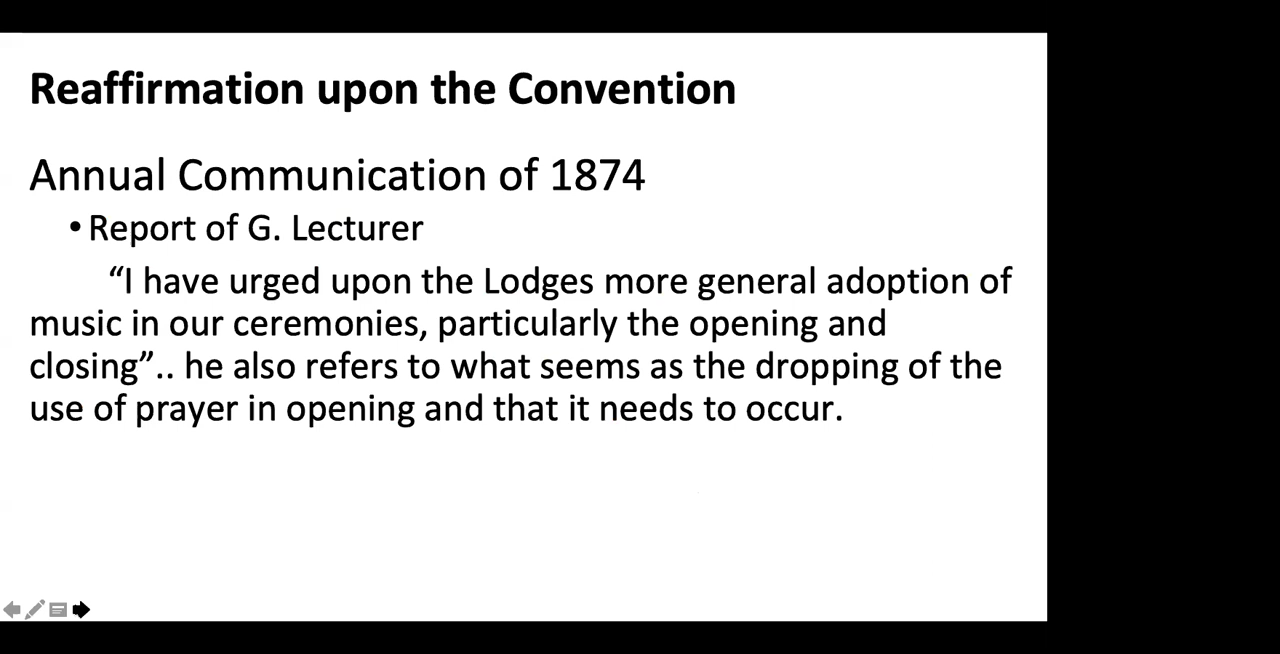 Reaffirmation upon the Convention
Annual Communication of 1874
• Report of G. Lecturer
“I have urged upon the Lodges more general adoption of
music in our ceremonies, particularly the opening and
closing”.. he also refers to what seems as the dropping of the
use of prayer in opening and that it needs to occur.